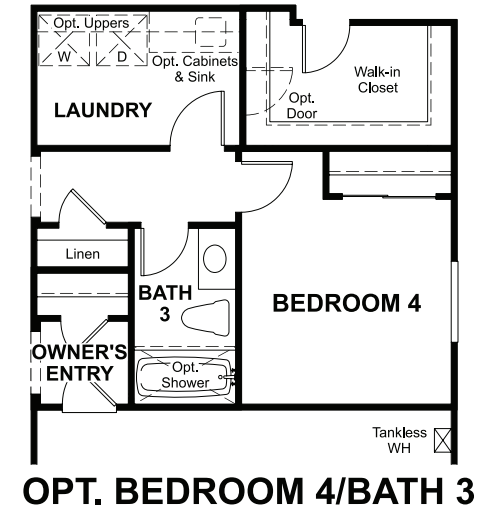 Opt. Uppers
W
D
Opt. Cabinets
& Sink
LAUNDRY
Walk-in
Closet
Opt.
Door
Linen
BATH
3
BEDROOM 4
OWNER'S
ENTRY
Opt.
Shower
Tankless
WH
OPT. BEDROOM 4/BATH 3